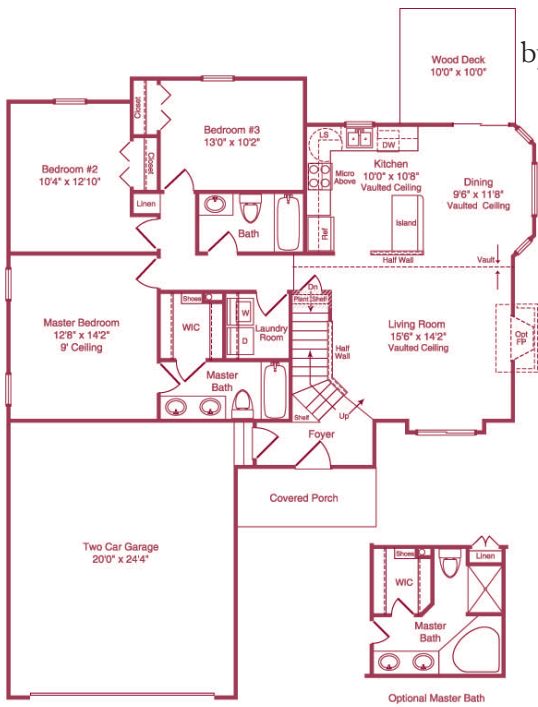 Wood Deck
10'0" x 10'0"
by
Closet
Bedroom #3
13'0" x 10'2"
Bedroom #2
10'4" x 12'10"
Closet
Linen
LS
DW
Micro
Above
Kitchen
10'0" x 10'8"
Vaulted Ceiling
Dining
9'6" x 11'8"
Vaulted Ceiling
Island
Ref
Bath
Half Wall
Vault
Dn
Plant Shelf
Master Bedroom
12'8" x 14'2"
9' Ceiling
Shoes
WIC
W
D
Laundry
Room
Half
Wall
Living Room
15'6" x 14'2"
Vaulted Ceiling
Opt
FP
Master
Bath
Shelf
Up
Foyer
Covered Porch
Two Car Garage
20'0" x 24'4"
Shoes
Linen
WIC
Master
Bath
Optional Master Bath